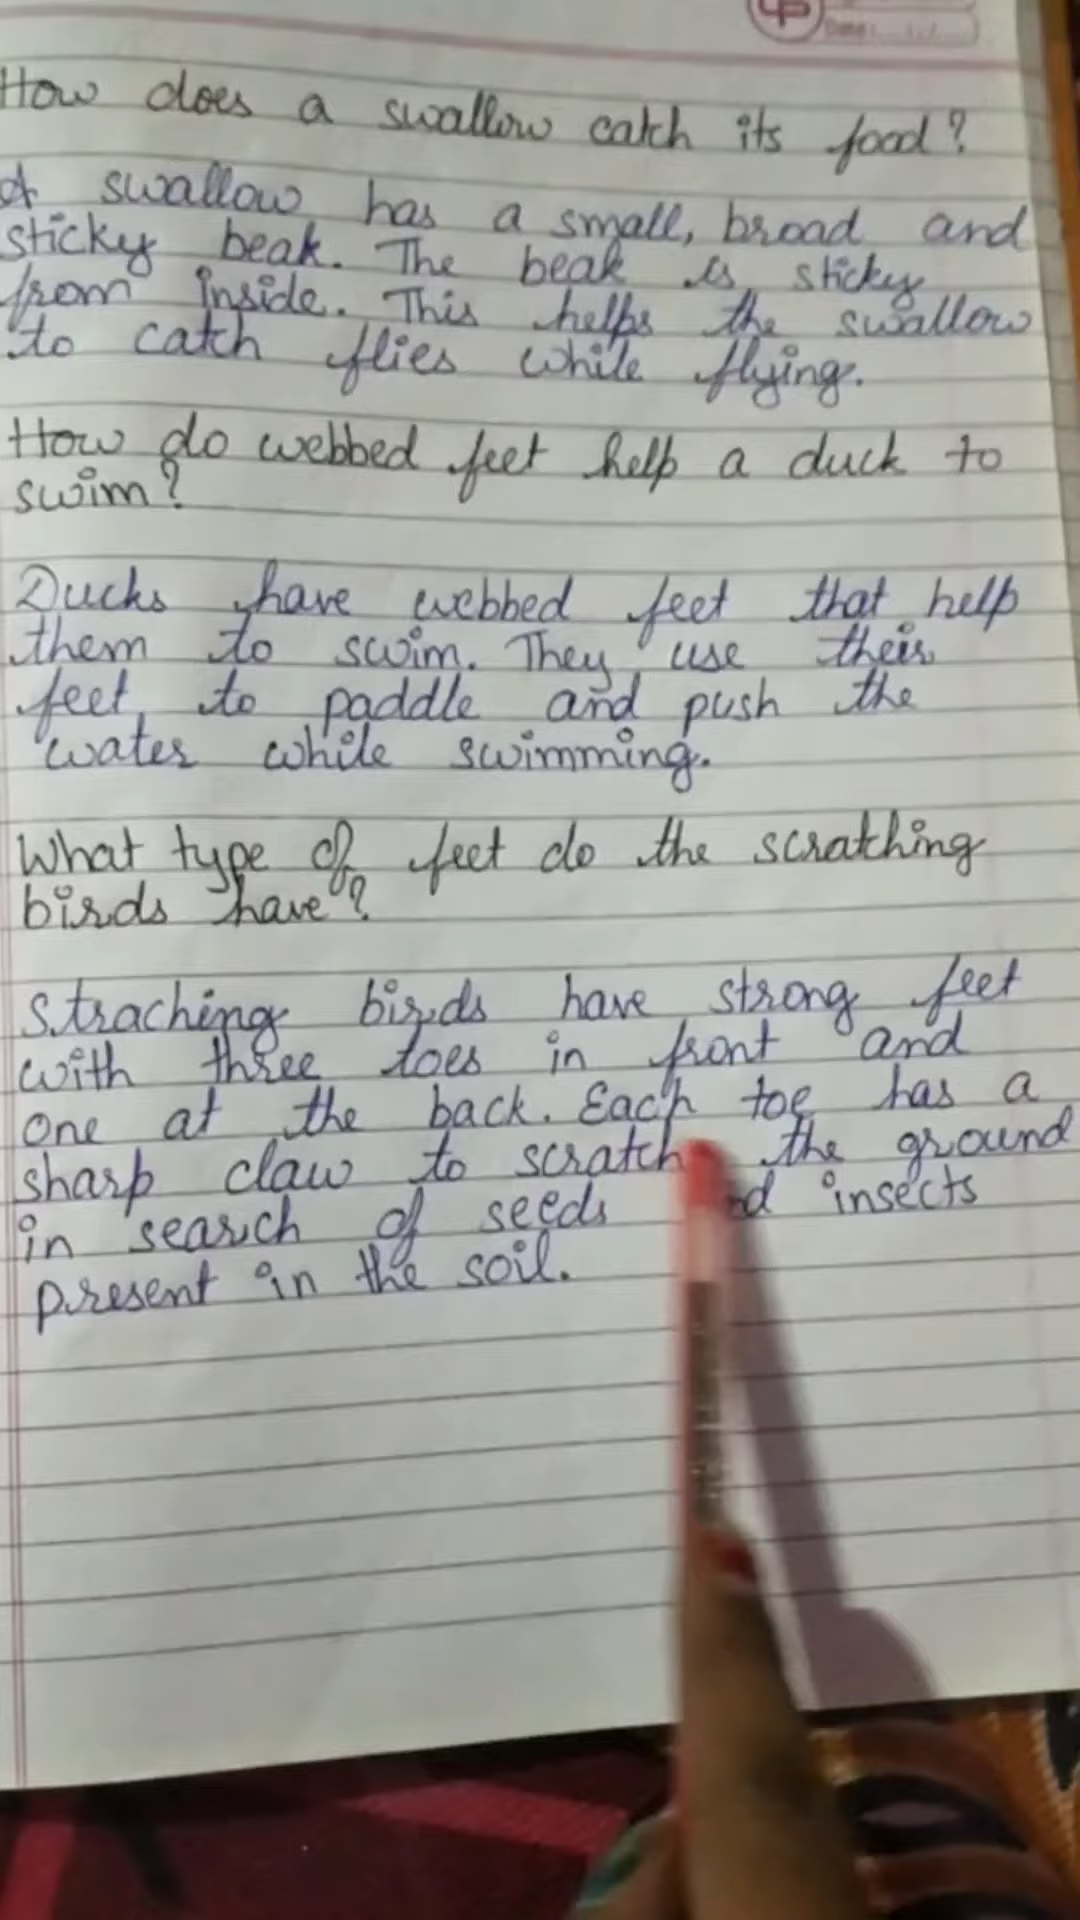 How does a swallow catch its food?
A swallow has a small, broad and
sticky beak. The beak is sticky
from inside. This helps the swallow
to catch flies while flying.
How do webbed feet help a duck to
swim?
Ducks have webbed feet that help
them to swim. They use their
feet to paddle and push the
water while swimming.
What type of feet do the scratching
birds have?
Straching birds have strong feet
with three toes in front and
one at the back. Each toe has a
sharp claw to scratch the ground
in search of seeds nd insects
present in the soil.